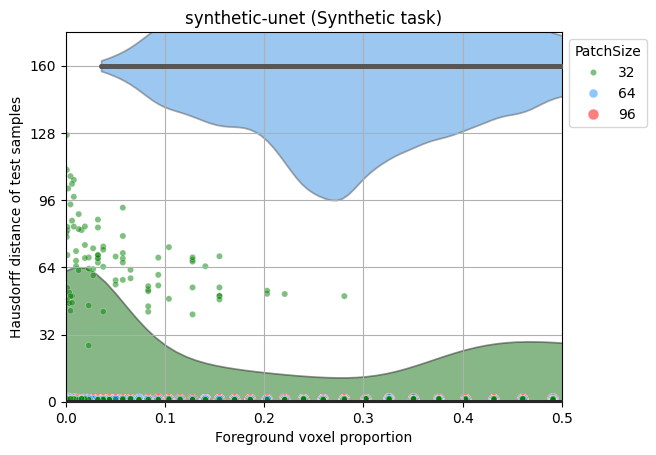 synthetic-unet (Synthetic task)
PatchSize
32
64
96
Hausdorff distance of test samples
160
128
96
64
32
0
0.0 0.1 0.2 0.3 0.4 0.5
Foreground voxel proportion